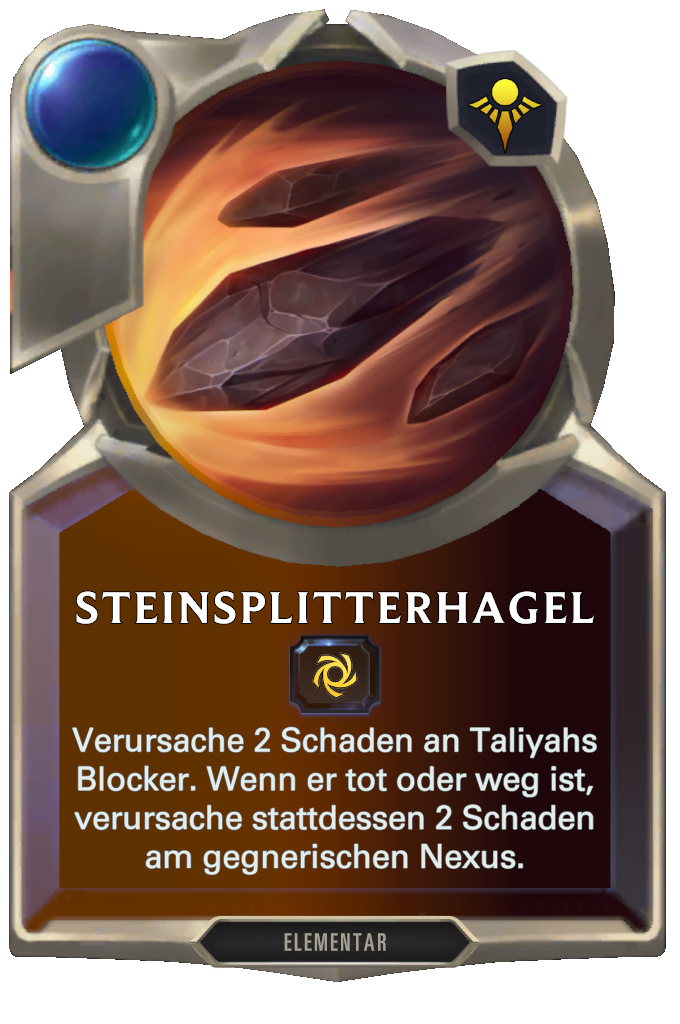 STEINSPLITTERHAGEL
Verursache 2 Schaden an Taliyahs
Blocker. Wenn er tot oder weg ist,
verursache stattdessen 2 Schaden
am gegnerischen Nexus.
ELEMENTAR